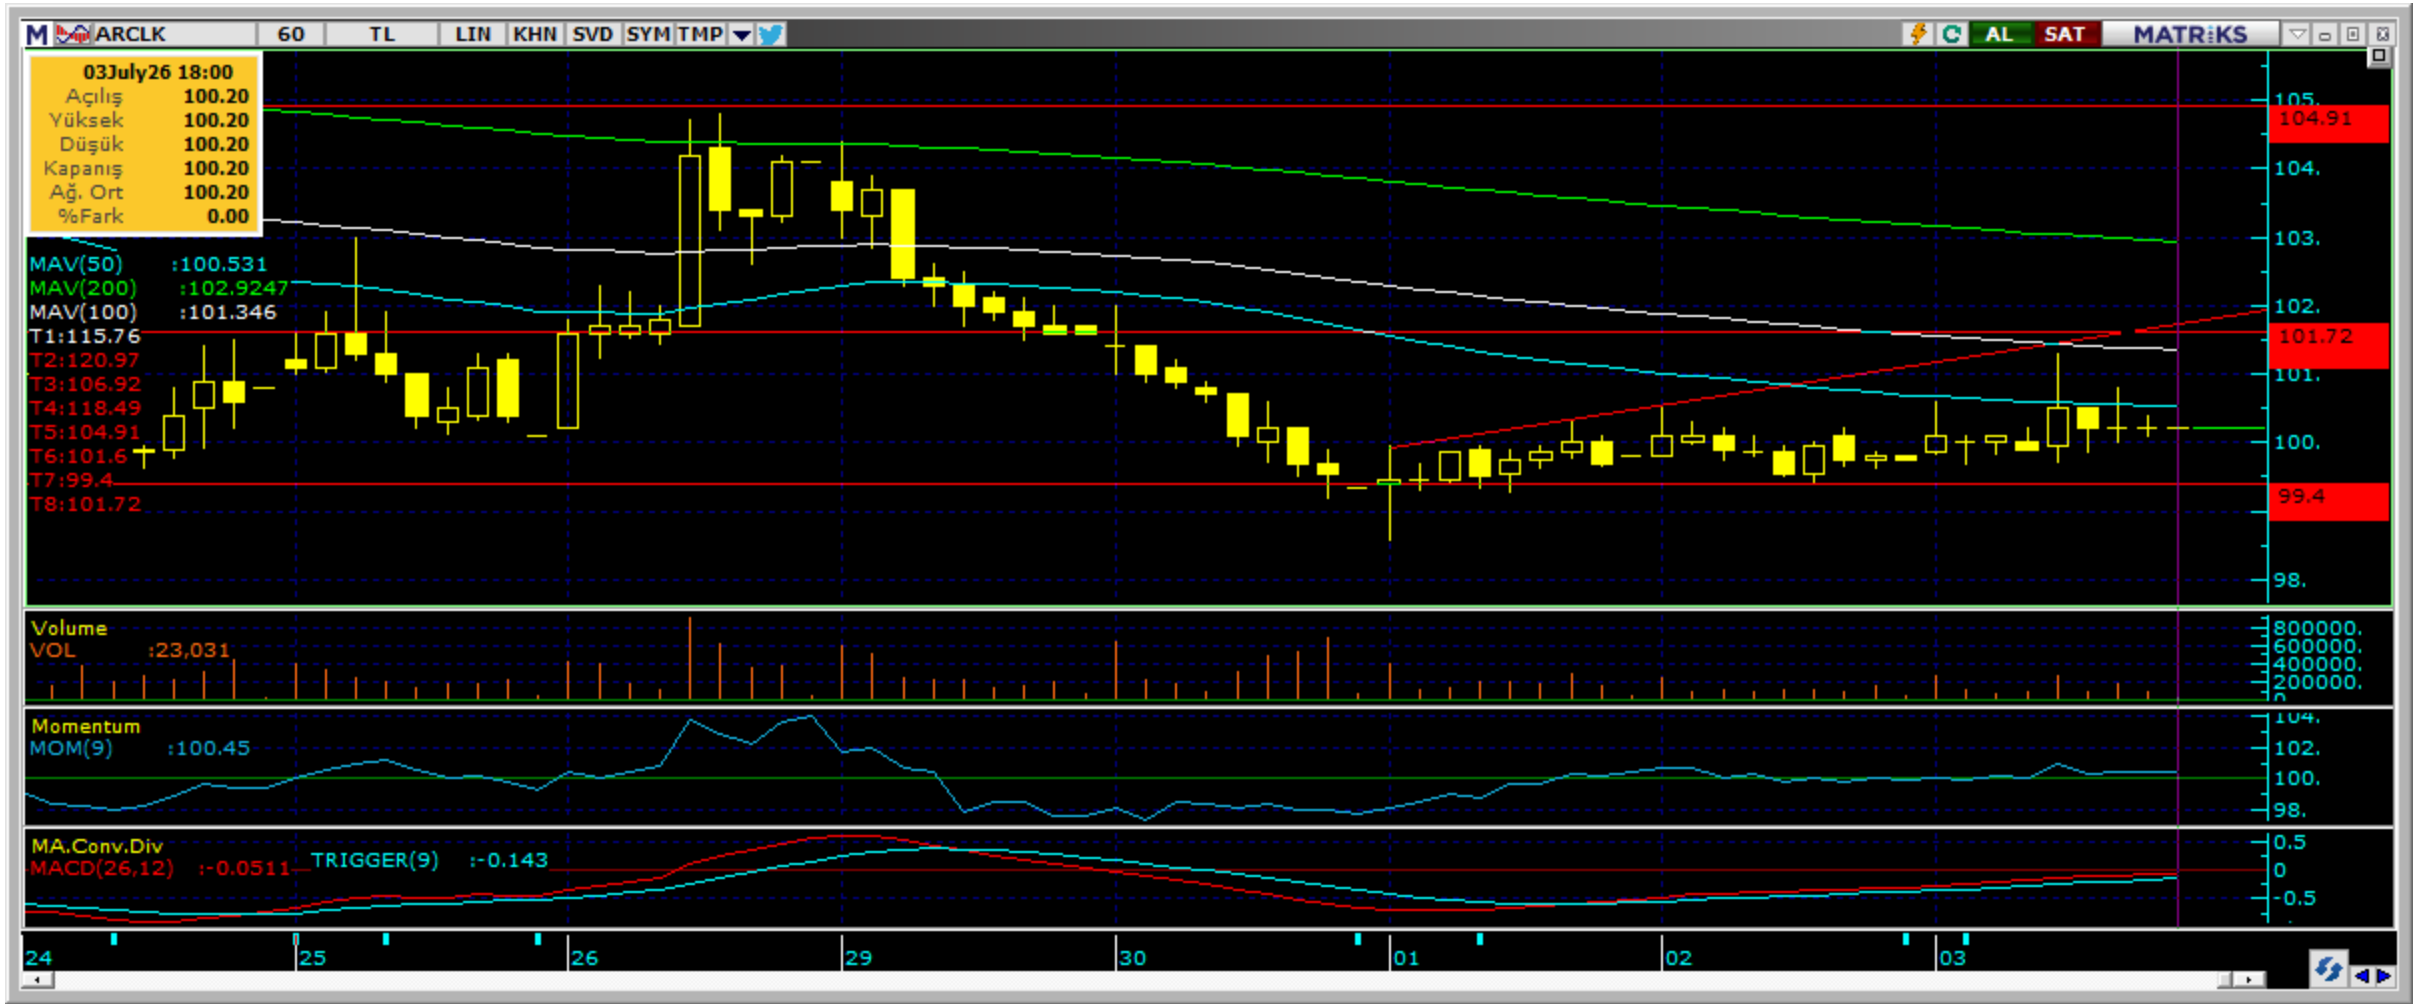 M ARCLK 60 TL LIN KHN SVD SYM TMP AL SAT MATRiKS
03July26 18:00
Açılış 100.20
Yüksek 100.20
Düşük 100.20
Kapanış 100.20
Ağ. Ort 100.20
%Fark 0.00
MAV(50) :100.531
MAV(200) :102.9247
MAV(100) :101.346
T1:115.76
T2:120.97
T3:106.92
T4:118.49
T5:104.91
T6:101.6
T7:99.4
T8:101.72
105.
104.91
104.
103.
102.
101.72
101.
100.
99.4
98.
Volume
VOL :23,031
800000.
600000.
400000.
200000.
0
Momentum
MOM(9) :100.45
104.
102.
100.
98.
MA.Conv.Div
MACD(26,12) :-0.0511 TRIGGER(9) :-0.143
0.5
0
-0.5
24 25 26 29 30 01 02 03